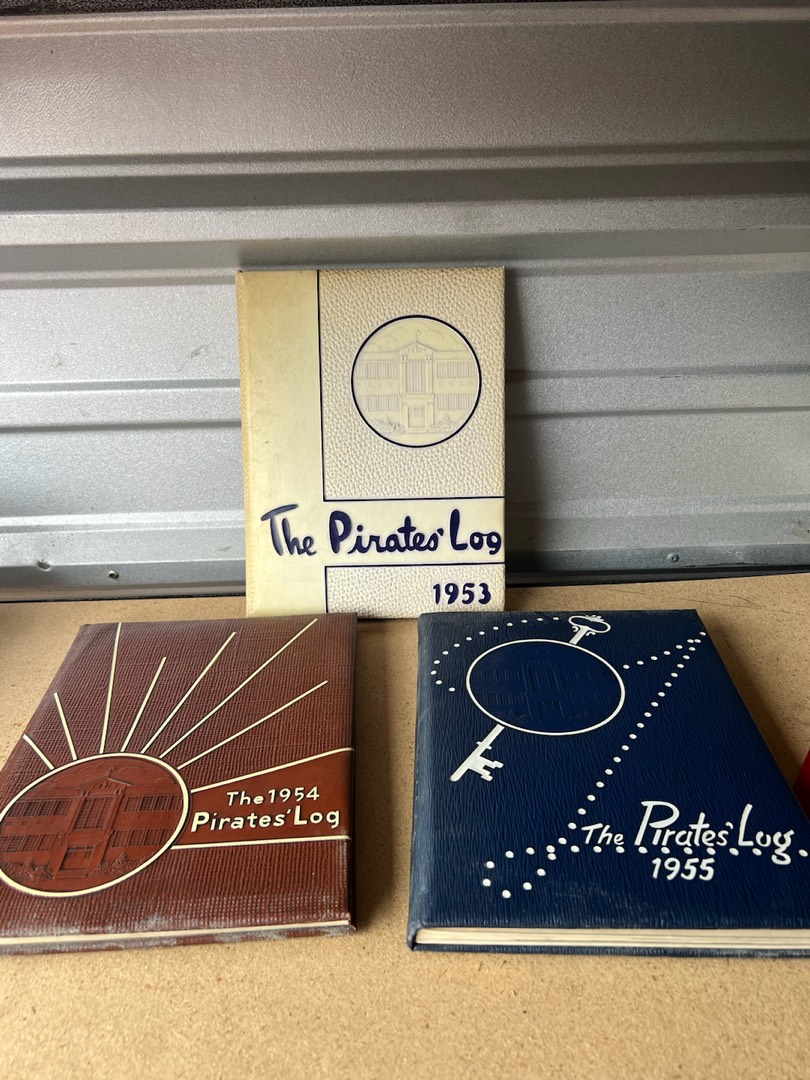 The Pirates' Log
1953
The 1954
Pirates' Log
The Pirates' Log
1955